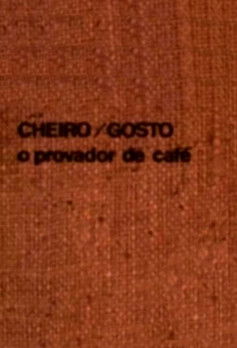 CHEIRO/GOSTO
o provador de café